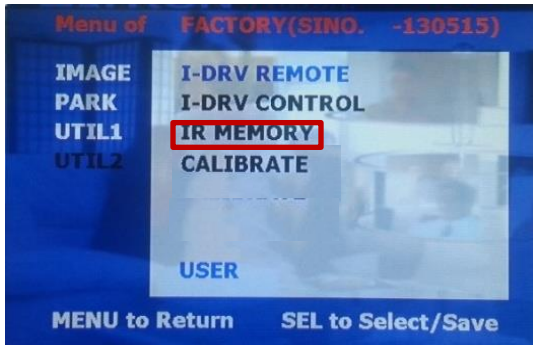 Menu of FACTORY(SINO. -130515)
IMAGE I-DRV REMOTE
PARK I-DRV CONTROL
UTIL1 IR MEMORY
UTIL2 CALIBRATE
USER
MENU to Return SEL to Select/Save